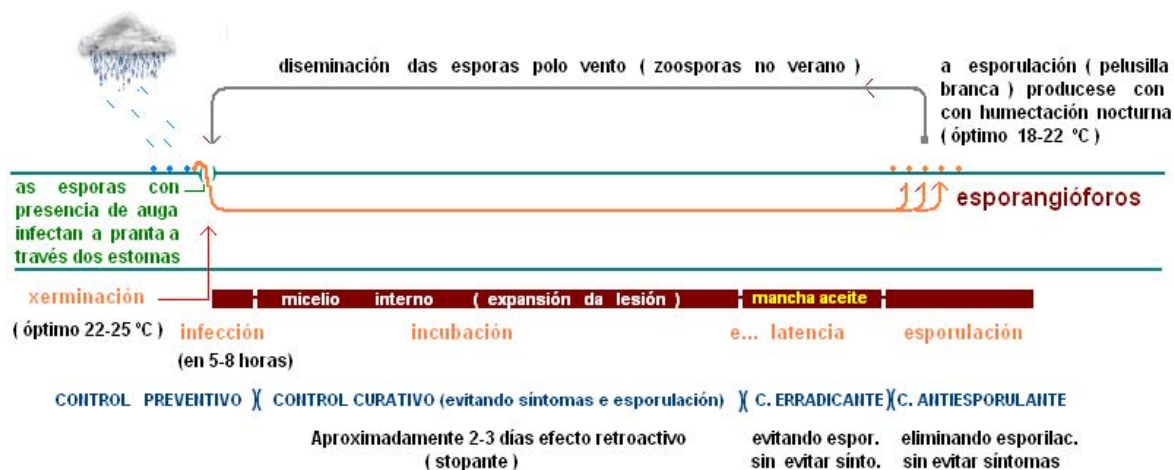 diseminación das esporas polo vento ( zoosporas no verano )
a esporulación ( pelusilla
branca ) producese con
con humectación nocturna
( óptimo 18-22 ºC )
as esporas con
presencia de auga
infectan a pranta a
través dos estomas
esporangióforos
xerminación
( óptimo 22-25 ºC )
micelio interno ( expansión da lesión )
mancha aceite
infección
(en 5-8 horas)
incubación
e... latencia
esporulación
CONTROL PREVENTIVO )( CONTROL CURATIVO (evitando síntomas e esporulación) )( C. ERRADICANTE )( C. ANTIESPORULANTE
Aproximadamente 2-3 días efecto retroactivo
( stopante )
evitando espor.
sin evitar sínto.
eliminando esporilac.
sin evitar síntomas